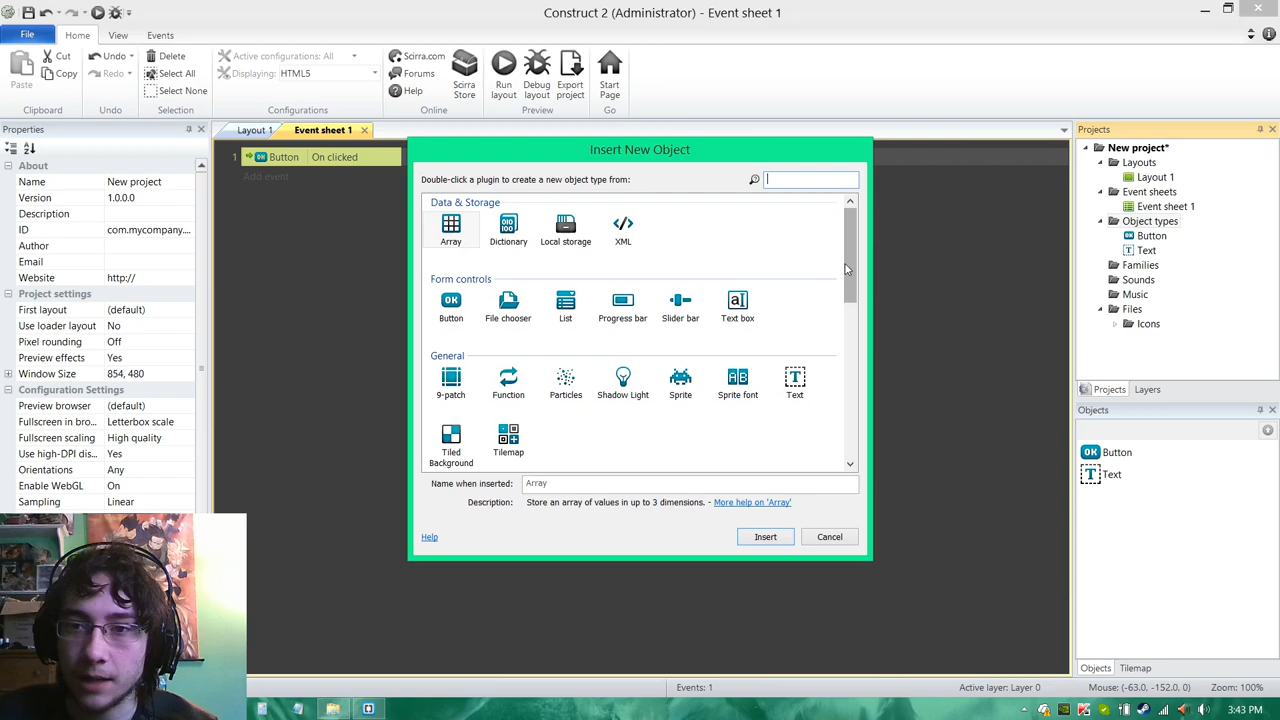 Construct 2 (Administrator) - Event sheet 1
File Home View Events
Paste Cut Copy
Clipboard
Undo Redo
Undo
Delete Select All Select None
Selection
Active configurations: All
Displaying: HTML5
Configurations
Scirra.com Forums Help Scirra Store
Online
Run layout Debug layout Export project
Preview
Start Page
Go
Properties
About
Name New project
Version 1.0.0.0
Description
ID com.mycompany....
Author
Email
Website http://
Project settings
First layout (default)
Use loader layout No
Pixel rounding Off
Preview effects Yes
Window Size 854, 480
Configuration Settings
Preview browser (default)
Fullscreen in bro... Letterbox scale
Fullscreen scaling High quality
Use high-DPI dis... Yes
Orientations Any
Enable WebGL On
Sampling Linear
Layout 1 Event sheet 1
1 OK Button On clicked
Add event
Insert New Object
Double-click a plugin to create a new object type from:
Data & Storage
Array Dictionary Local storage XML
Form controls
Button File chooser List Progress bar Slider bar Text box
General
9-patch Function Particles Shadow Light Sprite Sprite font Text
Tiled Background Tilemap
Name when inserted: Array
Description: Store an array of values in up to 3 dimensions. - More help on 'Array'
Help Insert Cancel
Projects
New project*
Layouts
Layout 1
Event sheets
Event sheet 1
Object types
Button
Text
Families
Sounds
Music
Files
Icons
Projects Layers
Objects
OK Button
T Text
Objects Tilemap
Events: 1 Active layer: Layer 0 Mouse: (-63.0, -152.0, 0) Zoom: 100%
3:43 PM